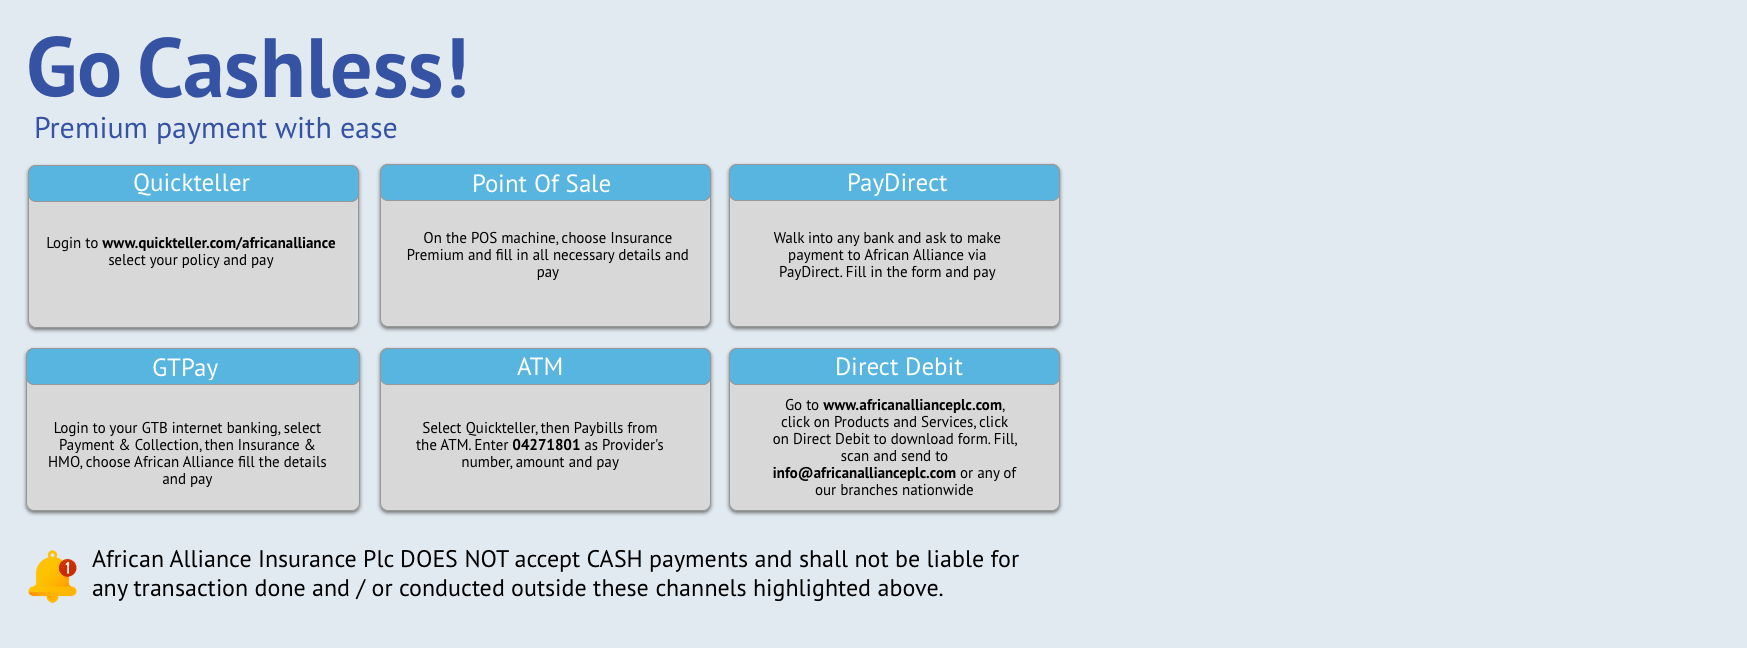 Go Cashless!
Premium payment with ease
Quickteller
Login to www.quickteller.com/africanalliance
select your policy and pay
Point Of Sale
On the POS machine, choose Insurance
Premium and fill in all necessary details and
pay
PayDirect
Walk into any bank and ask to make
payment to African Alliance via
PayDirect. Fill in the form and pay
GTPay
Login to your GTB internet banking, select
Payment & Collection, then Insurance &
HMO, choose African Alliance fill the details
and pay
ATM
Select Quickteller, then Paybills from
the ATM. Enter 04271801 as Provider's
number, amount and pay
Direct Debit
Go to www.africanallianceplc.com,
click on Products and Services, click
on Direct Debit to download form. Fill,
scan and send to
info@africanallianceplc.com or any of
our branches nationwide
1
African Alliance Insurance Plc DOES NOT accept CASH payments and shall not be liable for
any transaction done and / or conducted outside these channels highlighted above.